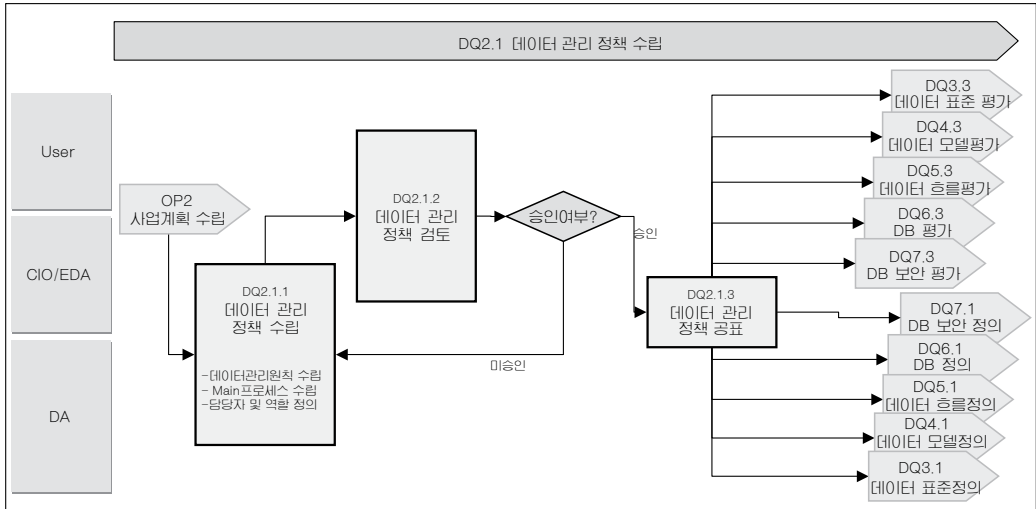 DQ2.1 데이터 관리 정책 수립
User
CIO/EDA
DA
OP2
사업계획 수립
DQ2.1.1
데이터 관리
정책 수립
-데이터관리원칙 수립
- Main프로세스 수립
-담당자 및 역할 정의
DQ2.1.2
데이터 관리
정책 검토
승인여부?
승인
미승인
DQ2.1.3
데이터 관리
정책 공표
DQ3.3
데이터 표준 평가
DQ4.3
데이터 모델평가
DQ5.3
데이터 흐름평가
DQ6.3
DB 평가
DQ7.3
DB 보안 평가
DQ7.1
DB 보안 정의
DQ6.1
DB 정의
DQ5.1
데이터 흐름정의
DQ4.1
데이터 모델정의
DQ3.1
데이터 표준정의